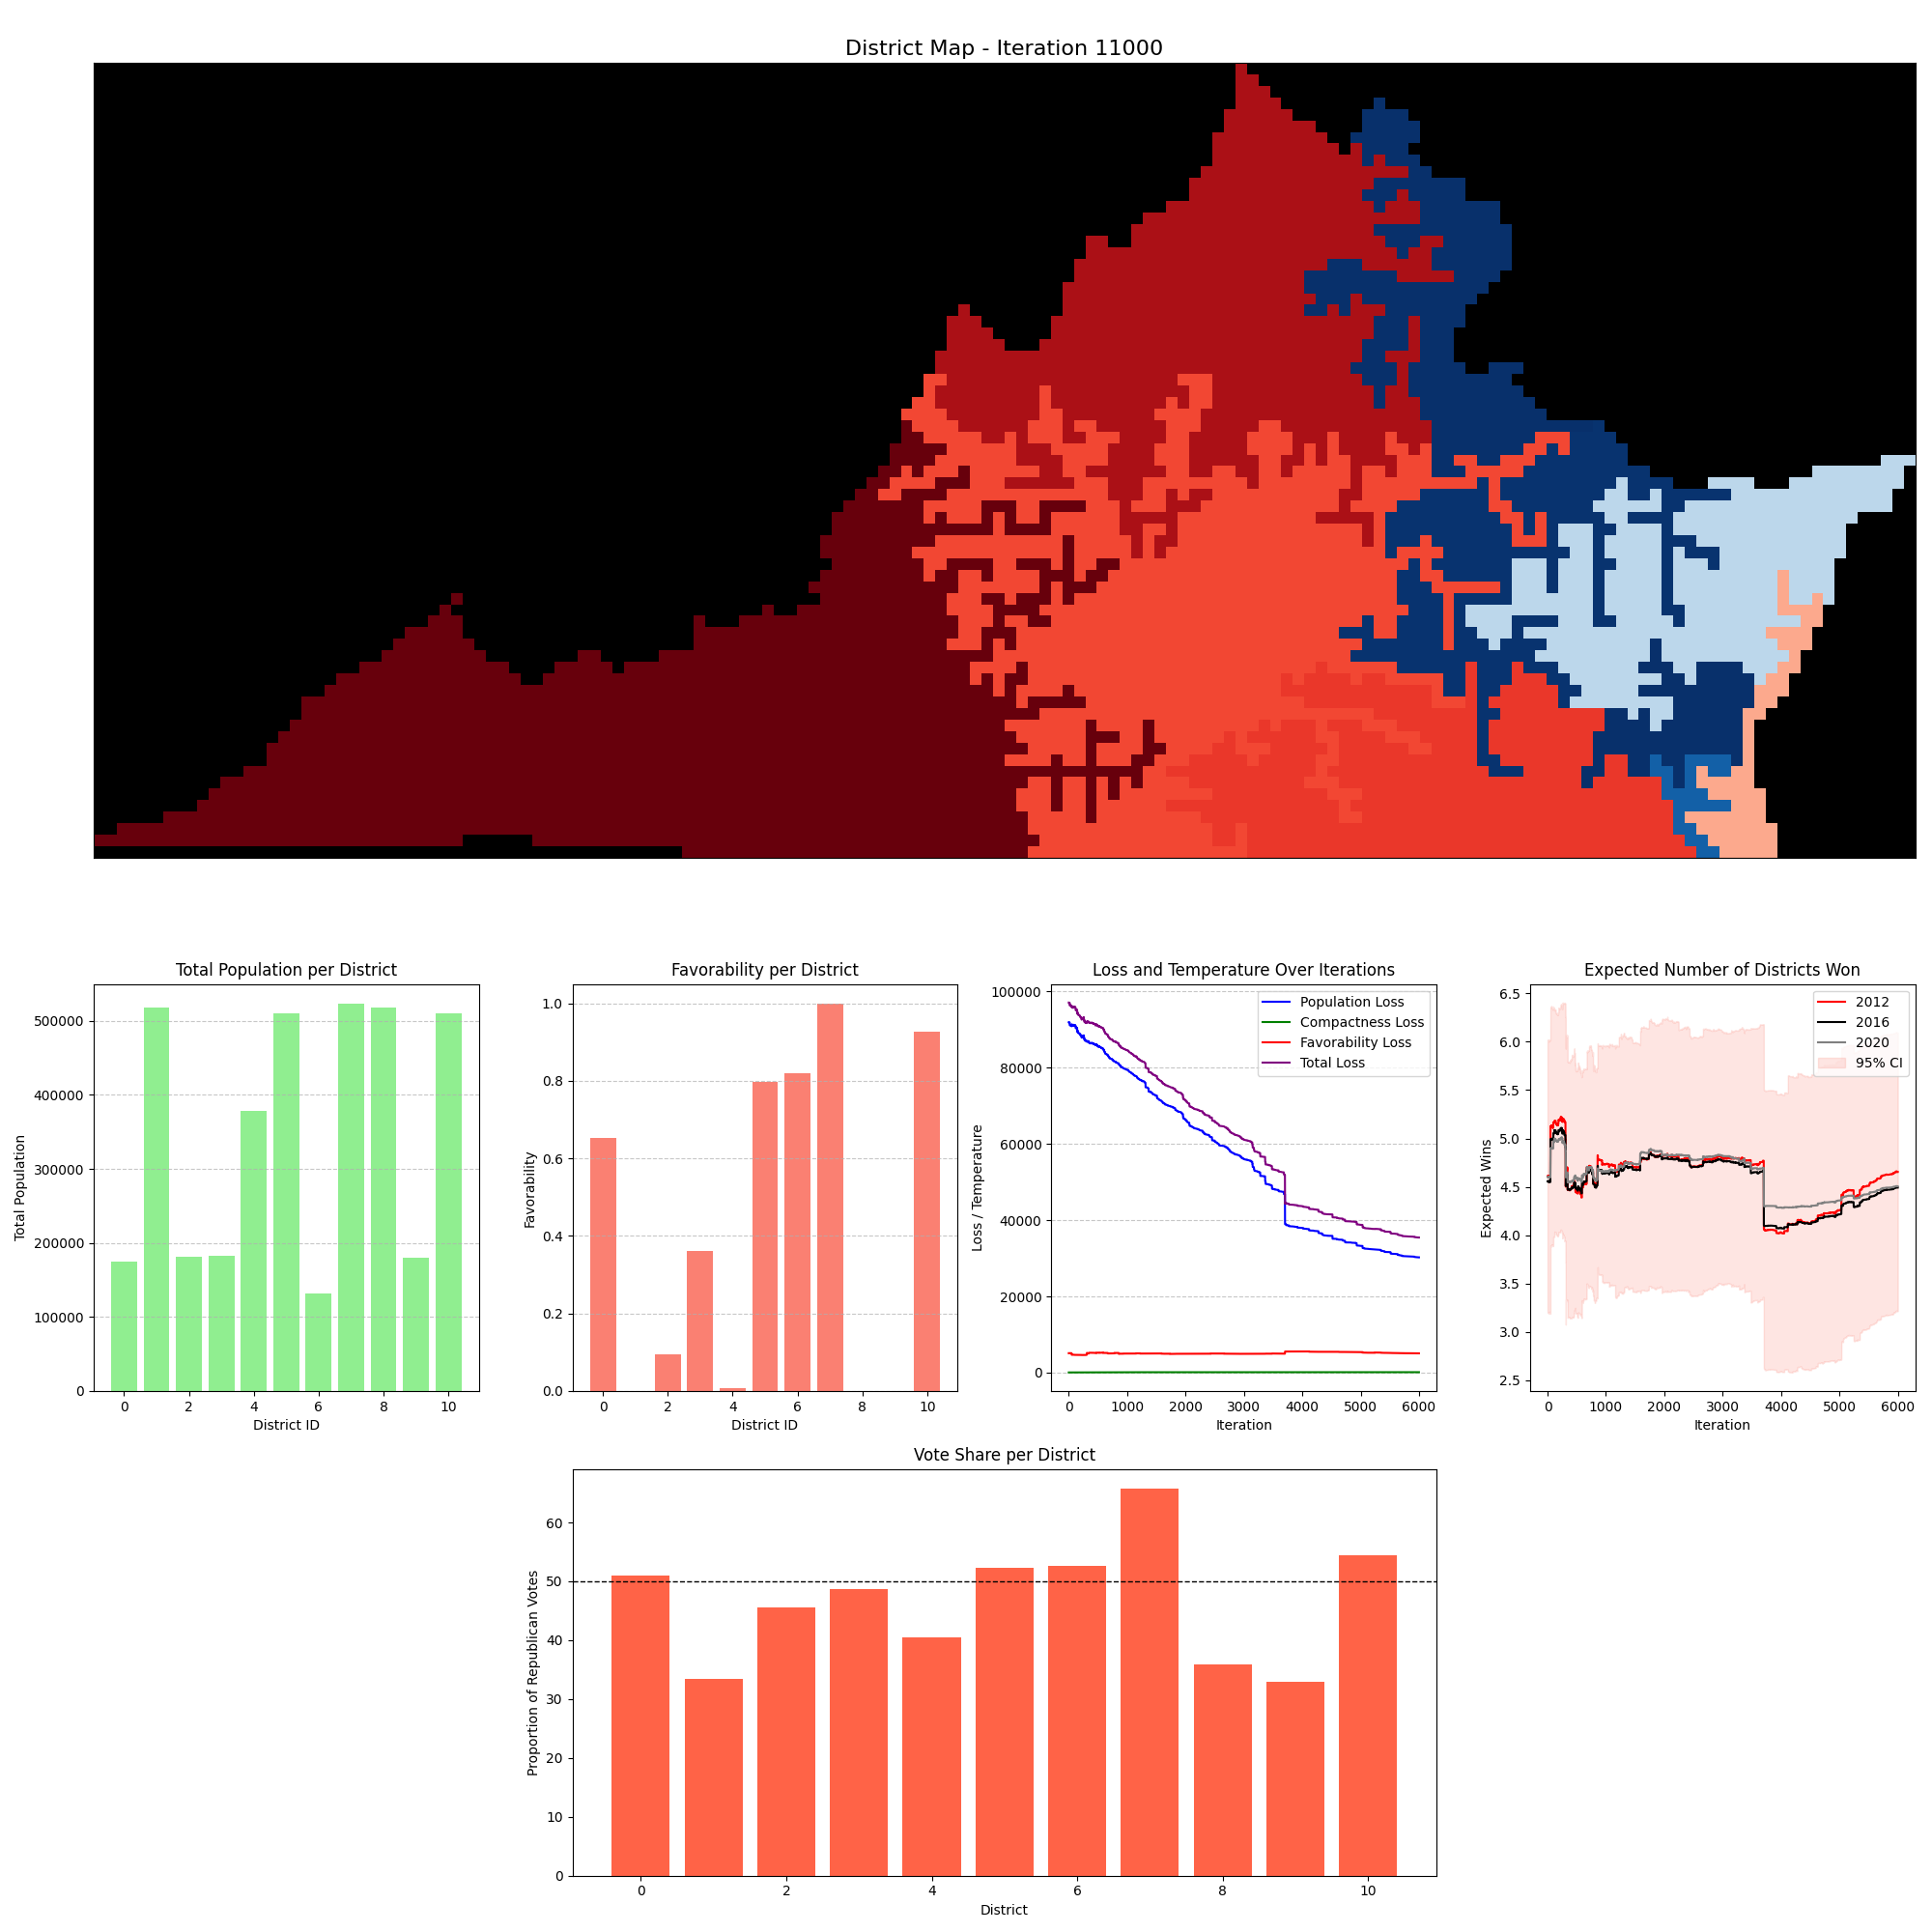 District Map - Iteration 11000
Total Population per District
Total Population
500000
400000
300000
200000
100000
0
0 2 4 6 8 10
District ID
Favorability per District
Favorability
1.0
0.8
0.6
0.4
0.2
0.0
0 2 4 6 8 10
District ID
Loss and Temperature Over Iterations
Loss / Temperature
100000
80000
60000
40000
20000
0
Population Loss
Compactness Loss
Favorability Loss
Total Loss
0 1000 2000 3000 4000 5000 6000
Iteration
Expected Number of Districts Won
Expected Wins
6.5
6.0
5.5
5.0
4.5
4.0
3.5
3.0
2.5
2012
2016
2020
95% CI
0 1000 2000 3000 4000 5000 6000
Iteration
Vote Share per District
Proportion of Republican Votes
60
50
40
30
20
10
0
0 2 4 6 8 10
District